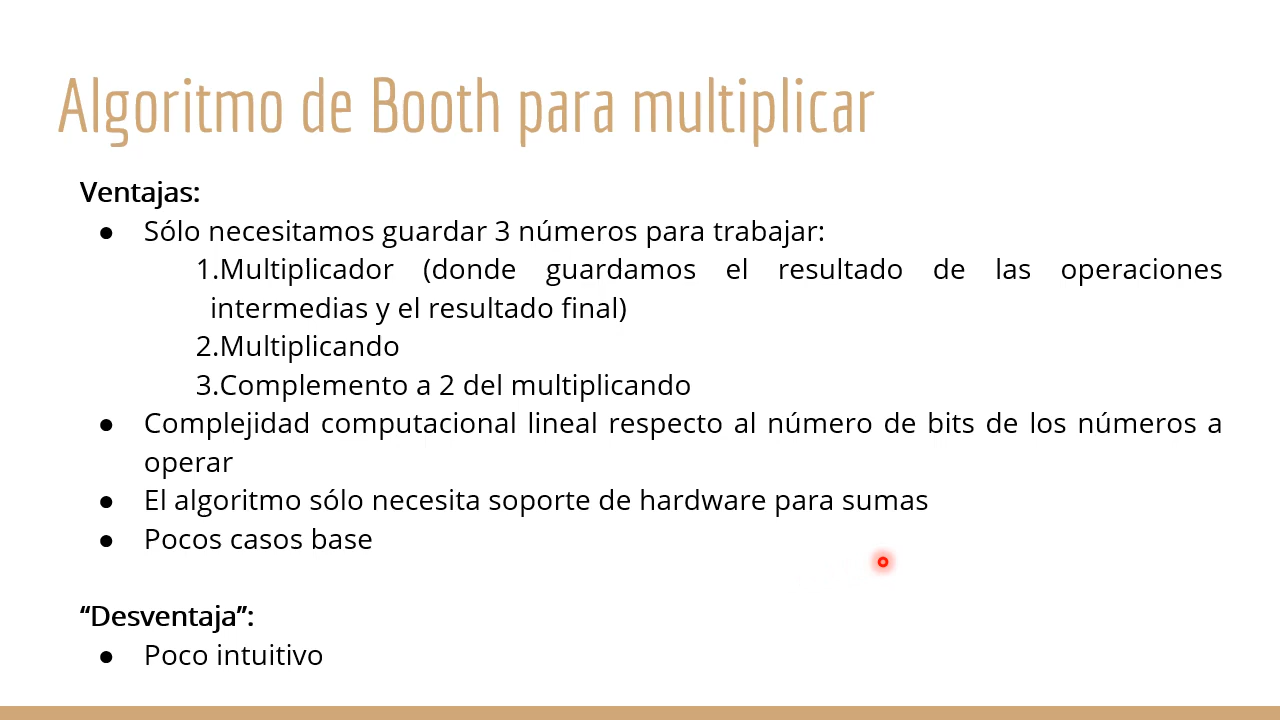 Algoritmo de Booth para multiplicar
Ventajas:
● Sólo necesitamos guardar 3 números para trabajar:
1.Multiplicador (donde guardamos el resultado de las operaciones
intermedias y el resultado final)
2.Multiplicando
3.Complemento a 2 del multiplicando
● Complejidad computacional lineal respecto al número de bits de los números a
operar
● El algoritmo sólo necesita soporte de hardware para sumas
● Pocos casos base
“Desventaja”:
● Poco intuitivo